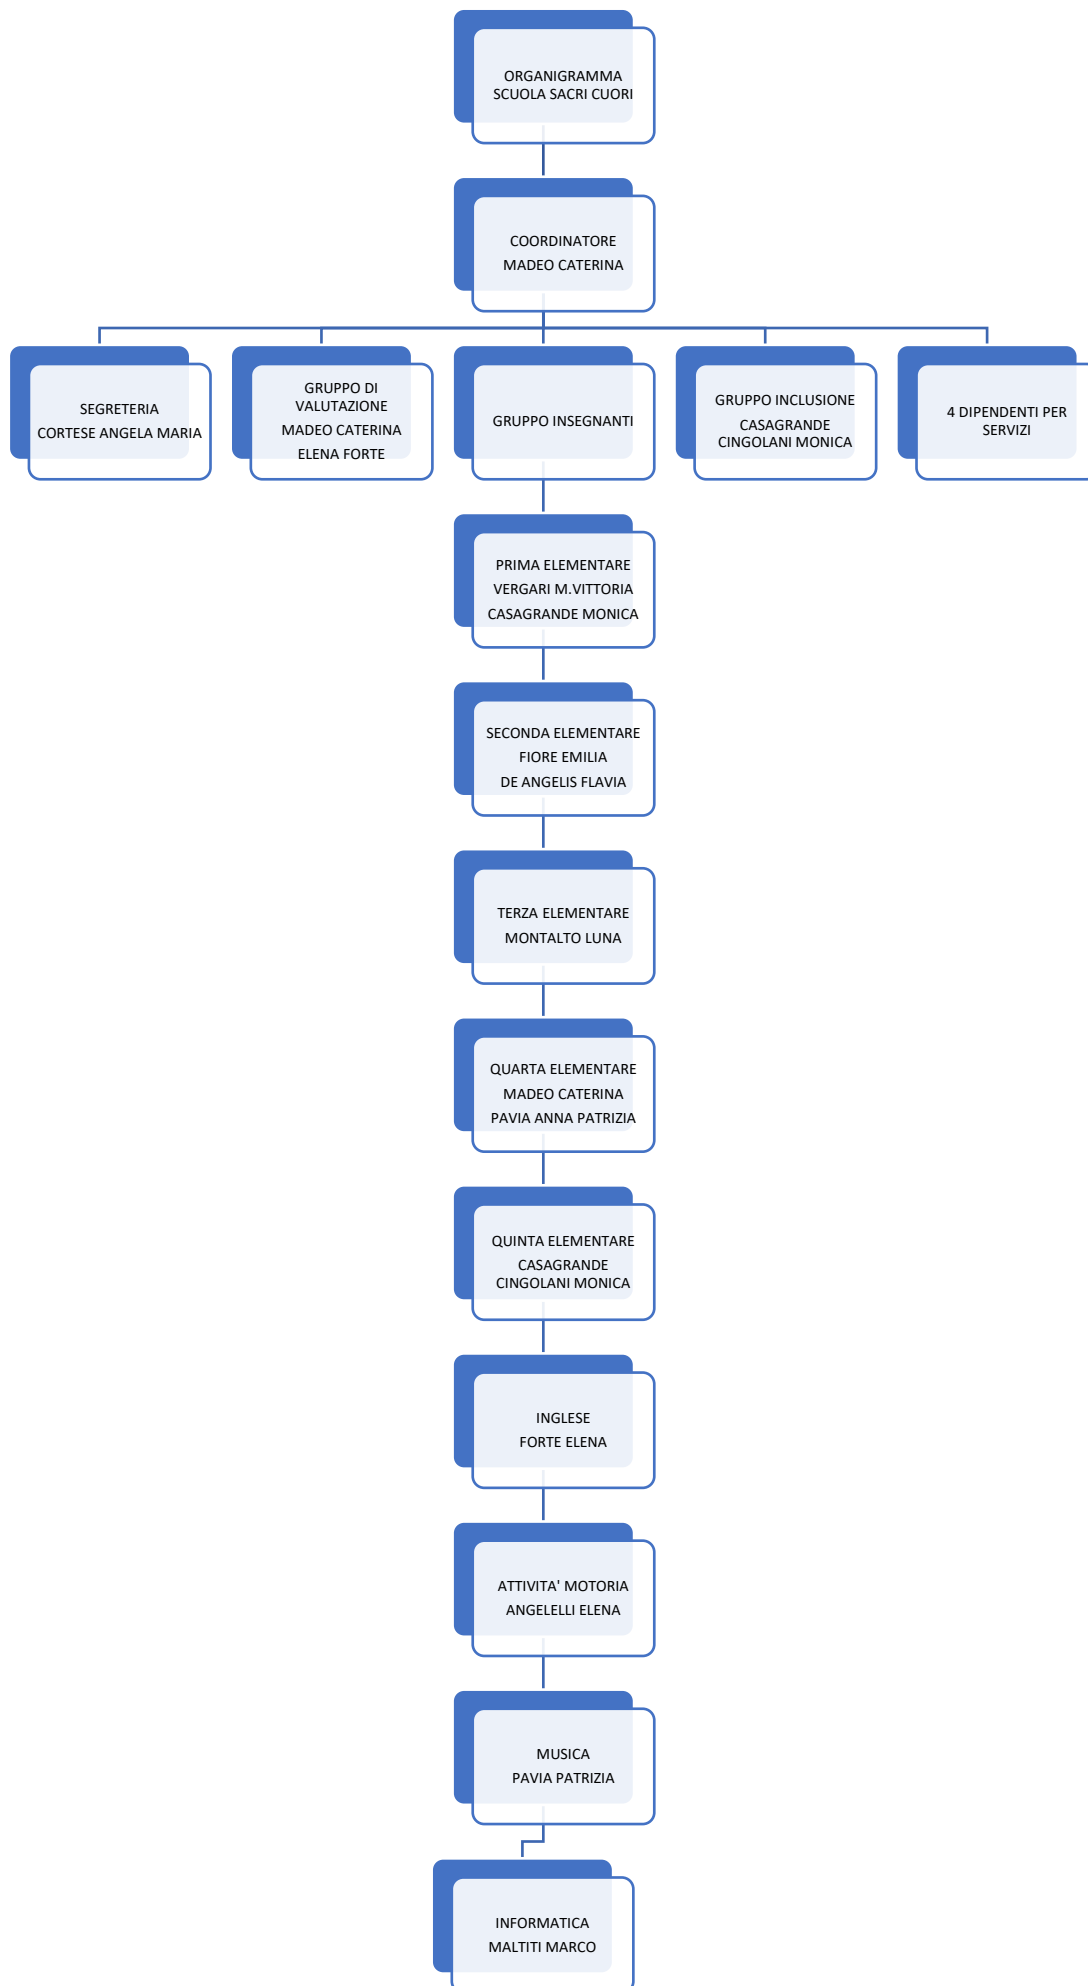 ORGANIGRAMMA
SCUOLA SACRI CUORI
COORDINATORE
MADEO CATERINA
SEGRETERIA
CORTESE ANGELA MARIA
GRUPPO DI
VALUTAZIONE
MADEO CATERINA
ELENA FORTE
GRUPPO INSEGNANTI
GRUPPO INCLUSIONE
CASAGRANDE
CINGOLANI MONICA
4 DIPENDENTI PER
SERVIZI
PRIMA ELEMENTARE
VERGARI M.VITTORIA
CASAGRANDE MONICA
SECONDA ELEMENTARE
FIORE EMILIA
DE ANGELIS FLAVIA
TERZA ELEMENTARE
MONTALTO LUNA
QUARTA ELEMENTARE
MADEO CATERINA
PAVIA ANNA PATRIZIA
QUINTA ELEMENTARE
CASAGRANDE
CINGOLANI MONICA
INGLESE
FORTE ELENA
ATTIVITA' MOTORIA
ANGELELLI ELENA
MUSICA
PAVIA PATRIZIA
INFORMATICA
MALTITI MARCO